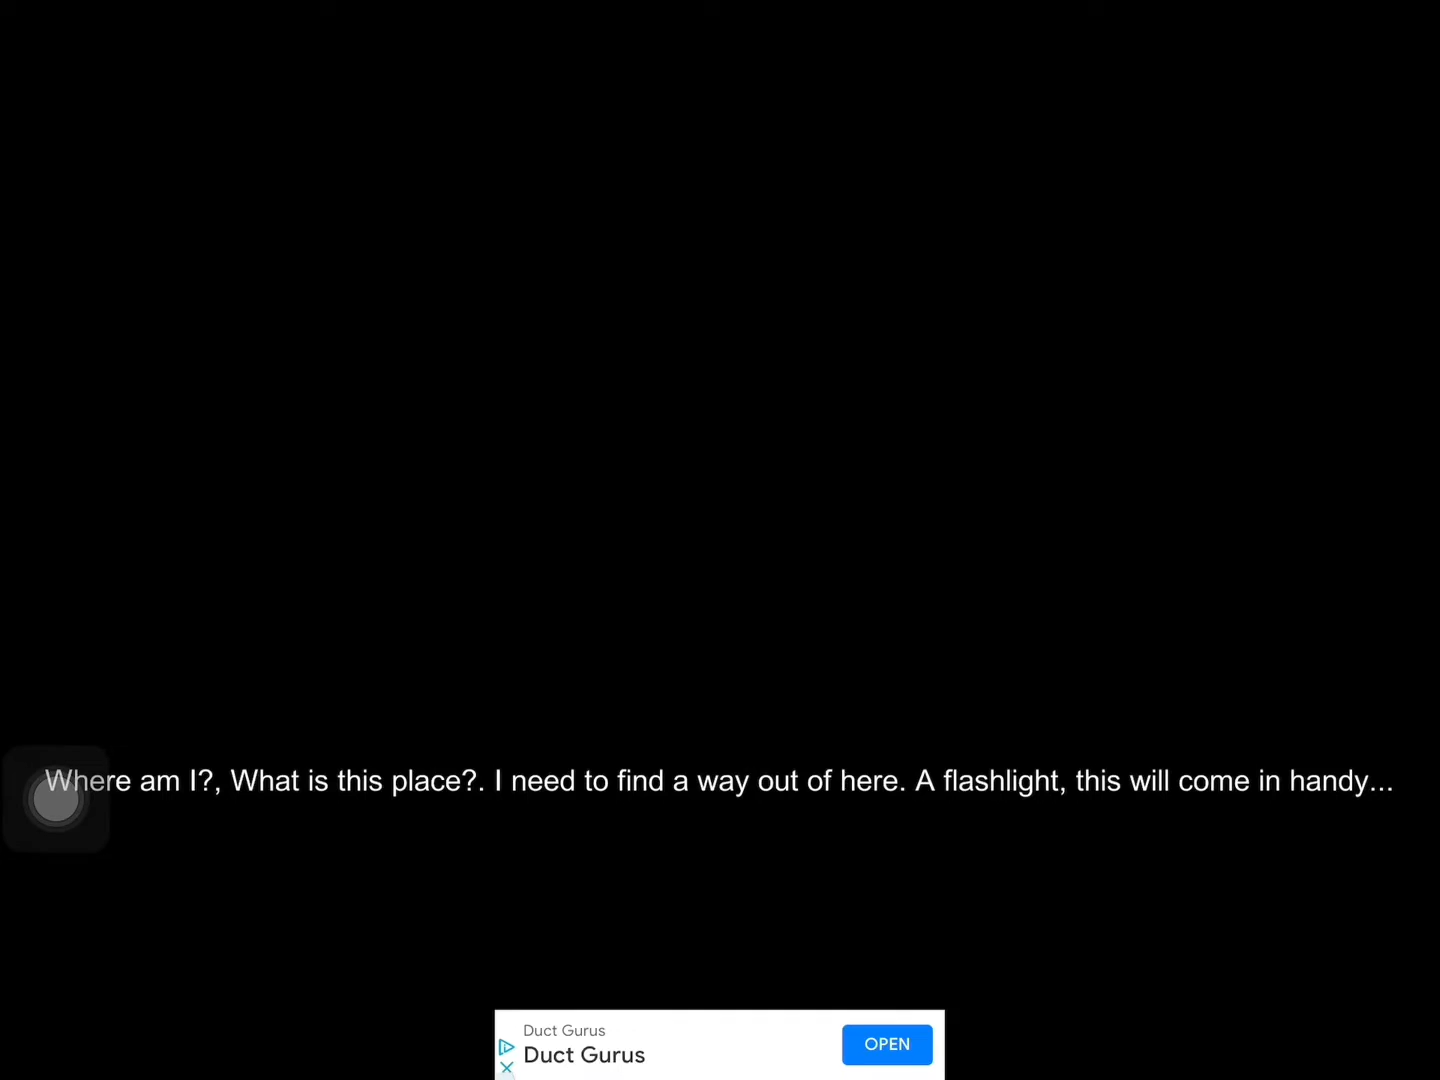 Where am I?, What is this place?. I need to find a way out of here. A flashlight, this will come in handy...
Duct Gurus
Duct Gurus
OPEN